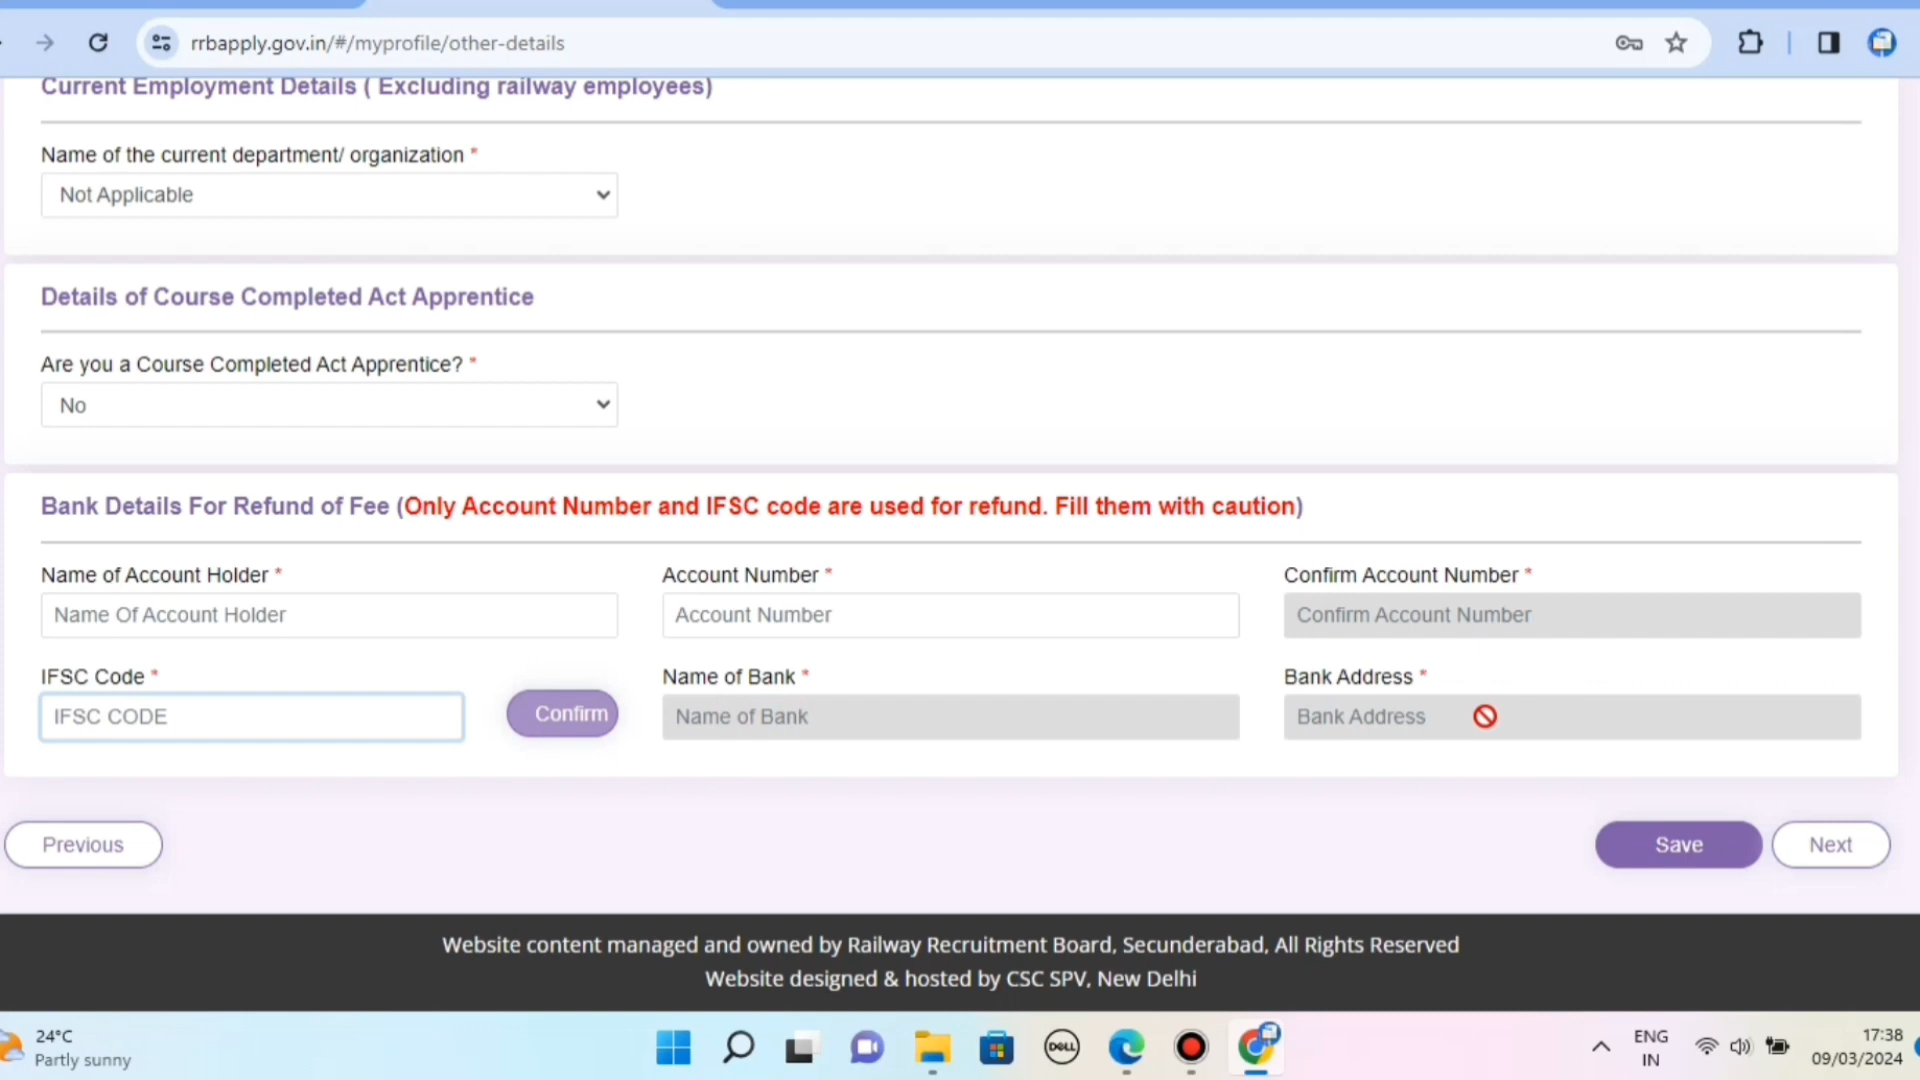 rrbapply.gov.in/#/myprofile/other-details
Current Employment Details ( Excluding railway employees)
Name of the current department/ organization *
Not Applicable
Details of Course Completed Act Apprentice
Are you a Course Completed Act Apprentice? *
No
Bank Details For Refund of Fee (Only Account Number and IFSC code are used for refund. Fill them with caution)
Name of Account Holder * Account Number * Confirm Account Number *
Name Of Account Holder Account Number Confirm Account Number
IFSC Code * Name of Bank * Bank Address *
IFSC CODE Confirm Name of Bank Bank Address
Previous Save Next
Website content managed and owned by Railway Recruitment Board, Secunderabad, All Rights Reserved
Website designed & hosted by CSC SPV, New Delhi
24°C ENG 17:38
Partly sunny DELL IN 09/03/2024